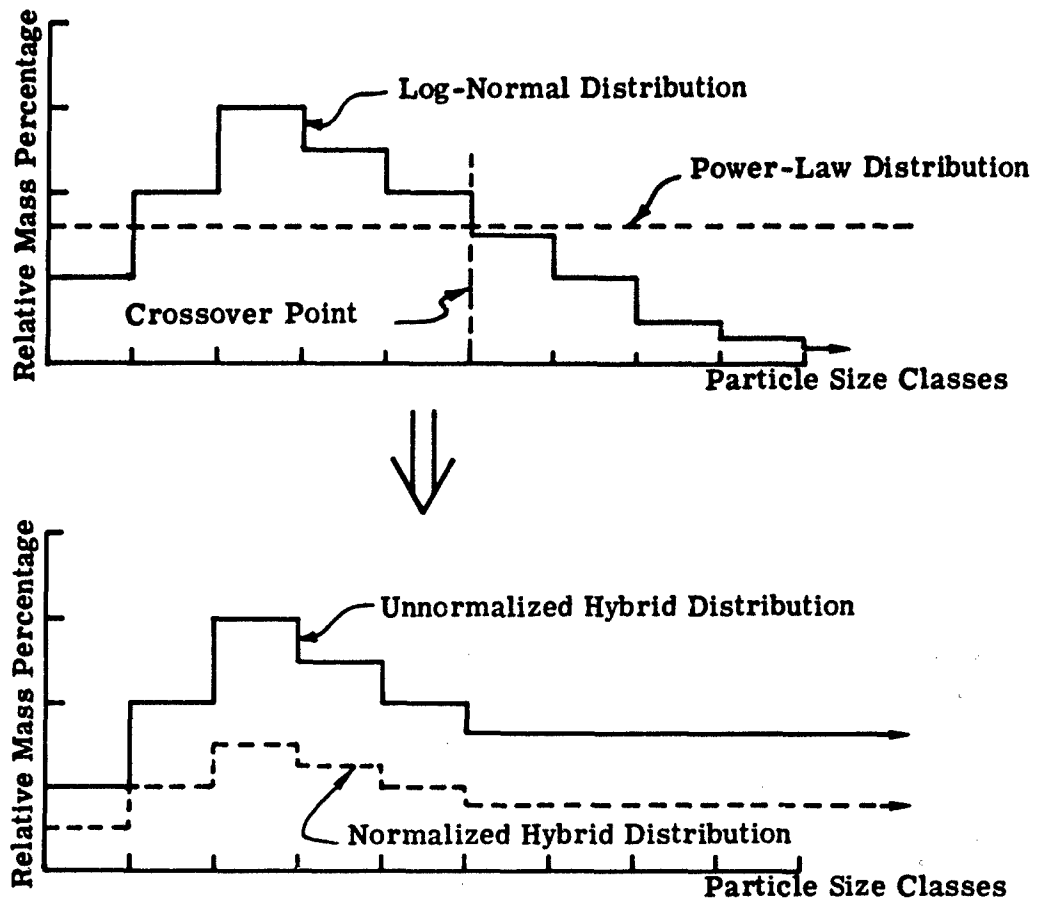 Relative Mass Percentage
Log-Normal Distribution
Power-Law Distribution
Crossover Point
Particle Size Classes
Relative Mass Percentage
Unnormalized Hybrid Distribution
Normalized Hybrid Distribution
Particle Size Classes